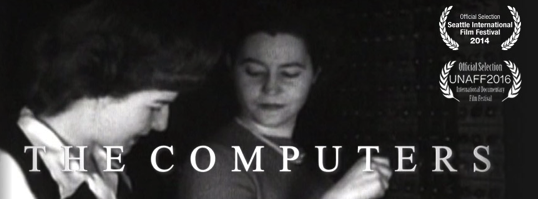 Official Selection
Seattle International
Film Festival
2014
Official Selection
UNAFF2016
International Documentary
Film Festival
THE COMPUTERS